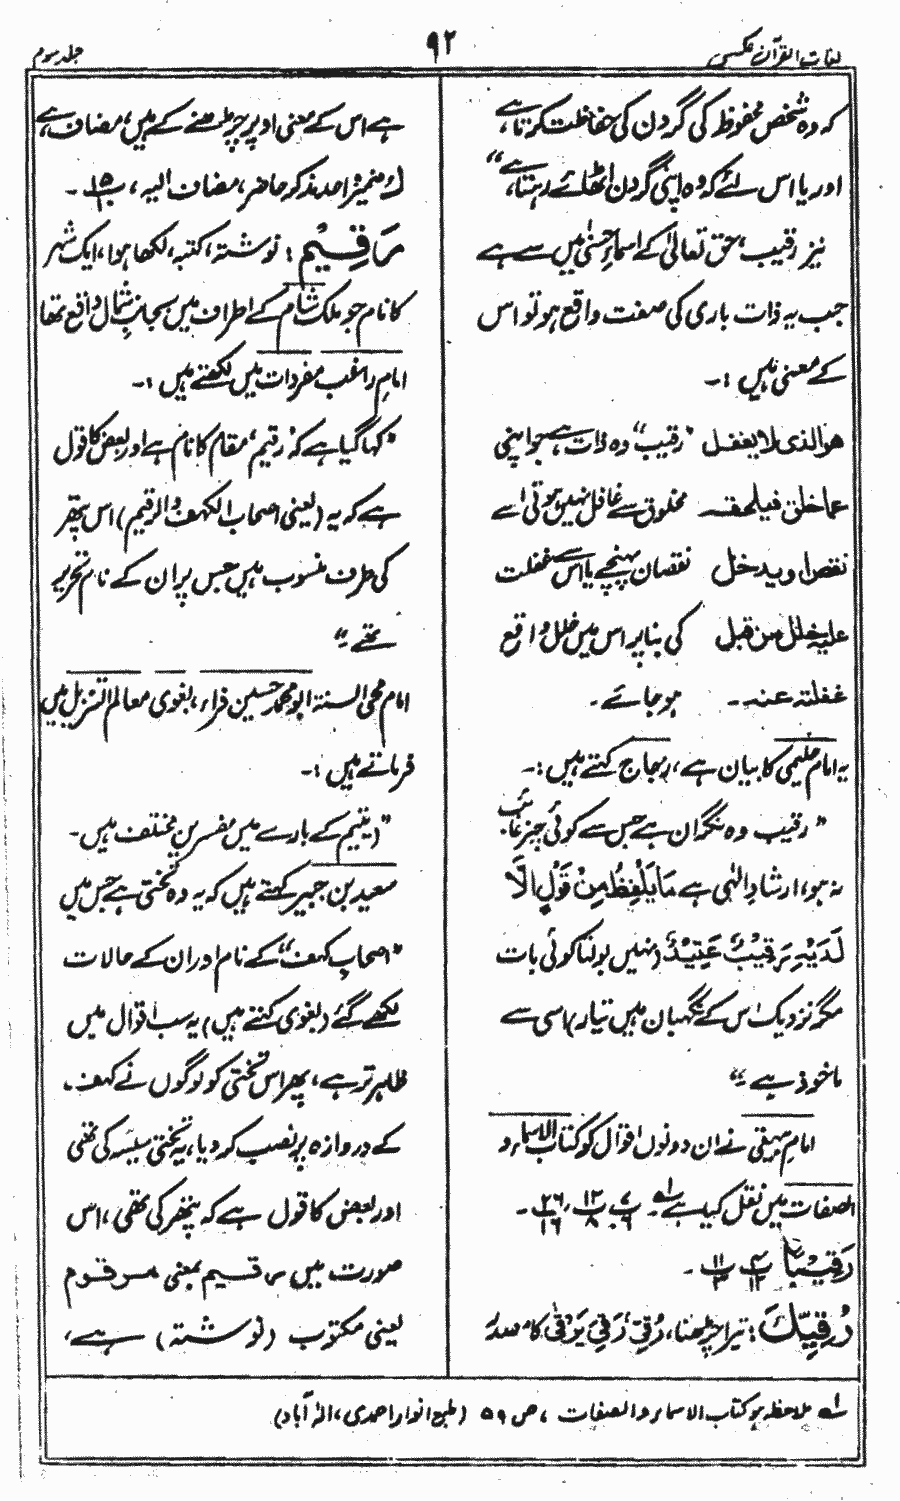 لغات القرآن عکسی
۹۲
جلد سوم
کہ وہ شخص محفوظ کی گردن کی حفاظت کرتا ہے،
اور یا اس لئے کہ وہ اپنی گردن اٹھائے رہتا ہے،“
نیز رقیب، حق تعالیٰ کے اسماءِ حسنیٰ میں سے ہے
جب یہ ذات باری کی صفت واقع ہو تو اس
کے معنی ہیں :۔
ھو الذی لا یغفل ”رقیب“ وہ ذات ہے، جو اپنی
عما خلق فیلحقہ مخلوق سے غافل نہیں ہوتی اسے
نقص او یدخل نقصان پہنچے یا اس سے غفلت
علیہ خلل من قبل کی بنا پر اس میں خلل واقع
غفلتہ عنہ۔ ہو جائے۔
یہ امام حلیمی کا بیان ہے، زجاج کہتے ہیں :۔
”رقیب وہ نگران ہے جس سے کوئی چیز غائب
نہ ہو، ارشادِ الٰہی ہے مَا یَلْفِظُ مِنْ قَوْلٍ اِلَّا
لَدَیْہِ رَقِیْبٌ عَتِیْدٌ (نہیں بولتا کوئی بات
مگر نزدیک اس کے نگہبان ہیں تیار) اسی سے
ماخوذ ہے“
امام بیہقی نے ان دونوں اقوال کو کتاب الاسماء و
الصفات میں نقل کیا ہے لہ۔
رَقِیْبًا
رُقِیِّکَ : تیرا چڑھنا، رَقِیَ یَرْقیٰ کا مصدر
ہے اس کے معنی اوپر چڑھنے کے ہیں، مضاف ہے،
ك ضمیر واحد مذکر حاضر، مضاف الیہ، ۱۵۔
رَقِیْم : نوشتہ، کتبہ، لکھا ہوا، ایک شہر
کا نام جو ملک شام کے اطراف میں بجانب شمال واقع تھا
امام راغب مفردات میں لکھتے ہیں :۔
”کہا گیا ہے کہ رقیم، مقام کا نام ہے اور بعض کا قول
ہے کہ یہ (یعنی اصحاب الکہف والرقیم) اس پتھر
کی طرف منسوب ہیں جس پر ان کے نام تحریر
تھے“
امام محی السنۃ ابو محمد حسین فراء، بغوی معالم التنزیل میں
فرماتے ہیں :۔
”رقیم کے بارے میں مفسرین مختلف ہیں۔
سعید بن جبیر کہتے ہیں کہ یہ وہ تختی ہے جس میں
”اصحاب کہف“ کے نام اور ان کے حالات
لکھے گئے (بغوی کہتے ہیں) یہ سب اقوال میں
ظاہر تر ہے، پھر اس تختی کو لوگوں نے کہف
کے دروازہ پر نصب کر دیا، یہ تختی سیسہ کی تھی
اور بعض کا قول ہے کہ پتھر کی تھی، اس
صورت میں رقیم بمعنی مرقوم
یعنی مکتوب (نوشتہ) ہے،
لہ ملاحظہ ہو کتاب الاسماء والصفات، ص ۵۹ (طبع انوار احمدی، الہ آباد)